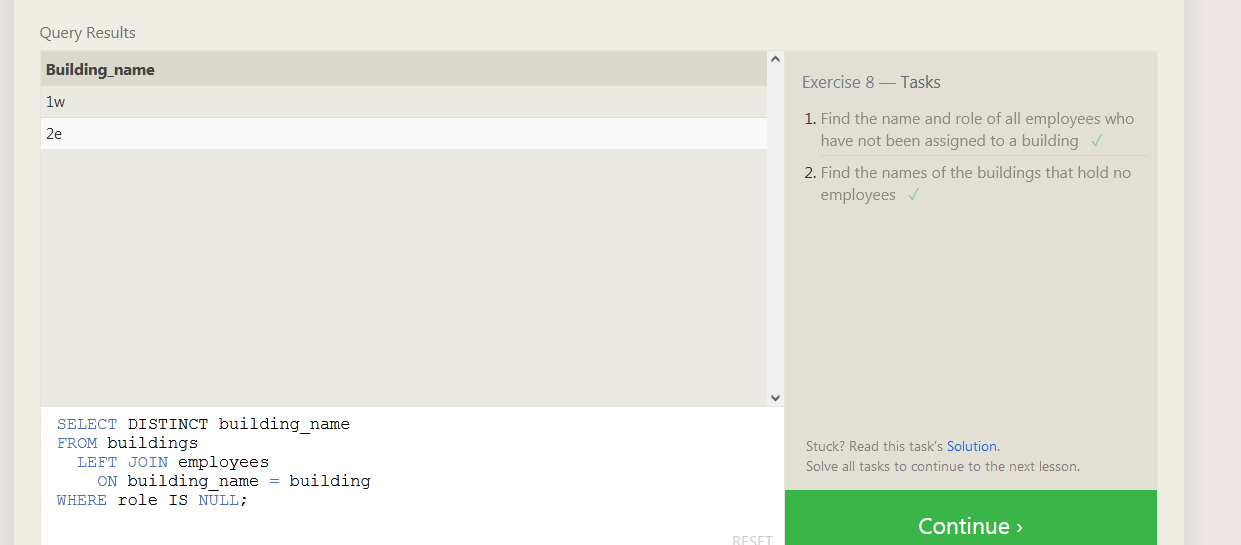 Query Results
Building_name
1w
2e
Exercise 8 — Tasks
1. Find the name and role of all employees who
have not been assigned to a building ✓
2. Find the names of the buildings that hold no
employees ✓
Stuck? Read this task's Solution.
Solve all tasks to continue to the next lesson.
Continue ›
SELECT DISTINCT building_name
FROM buildings
LEFT JOIN employees
ON building_name = building
WHERE role IS NULL;
RESET